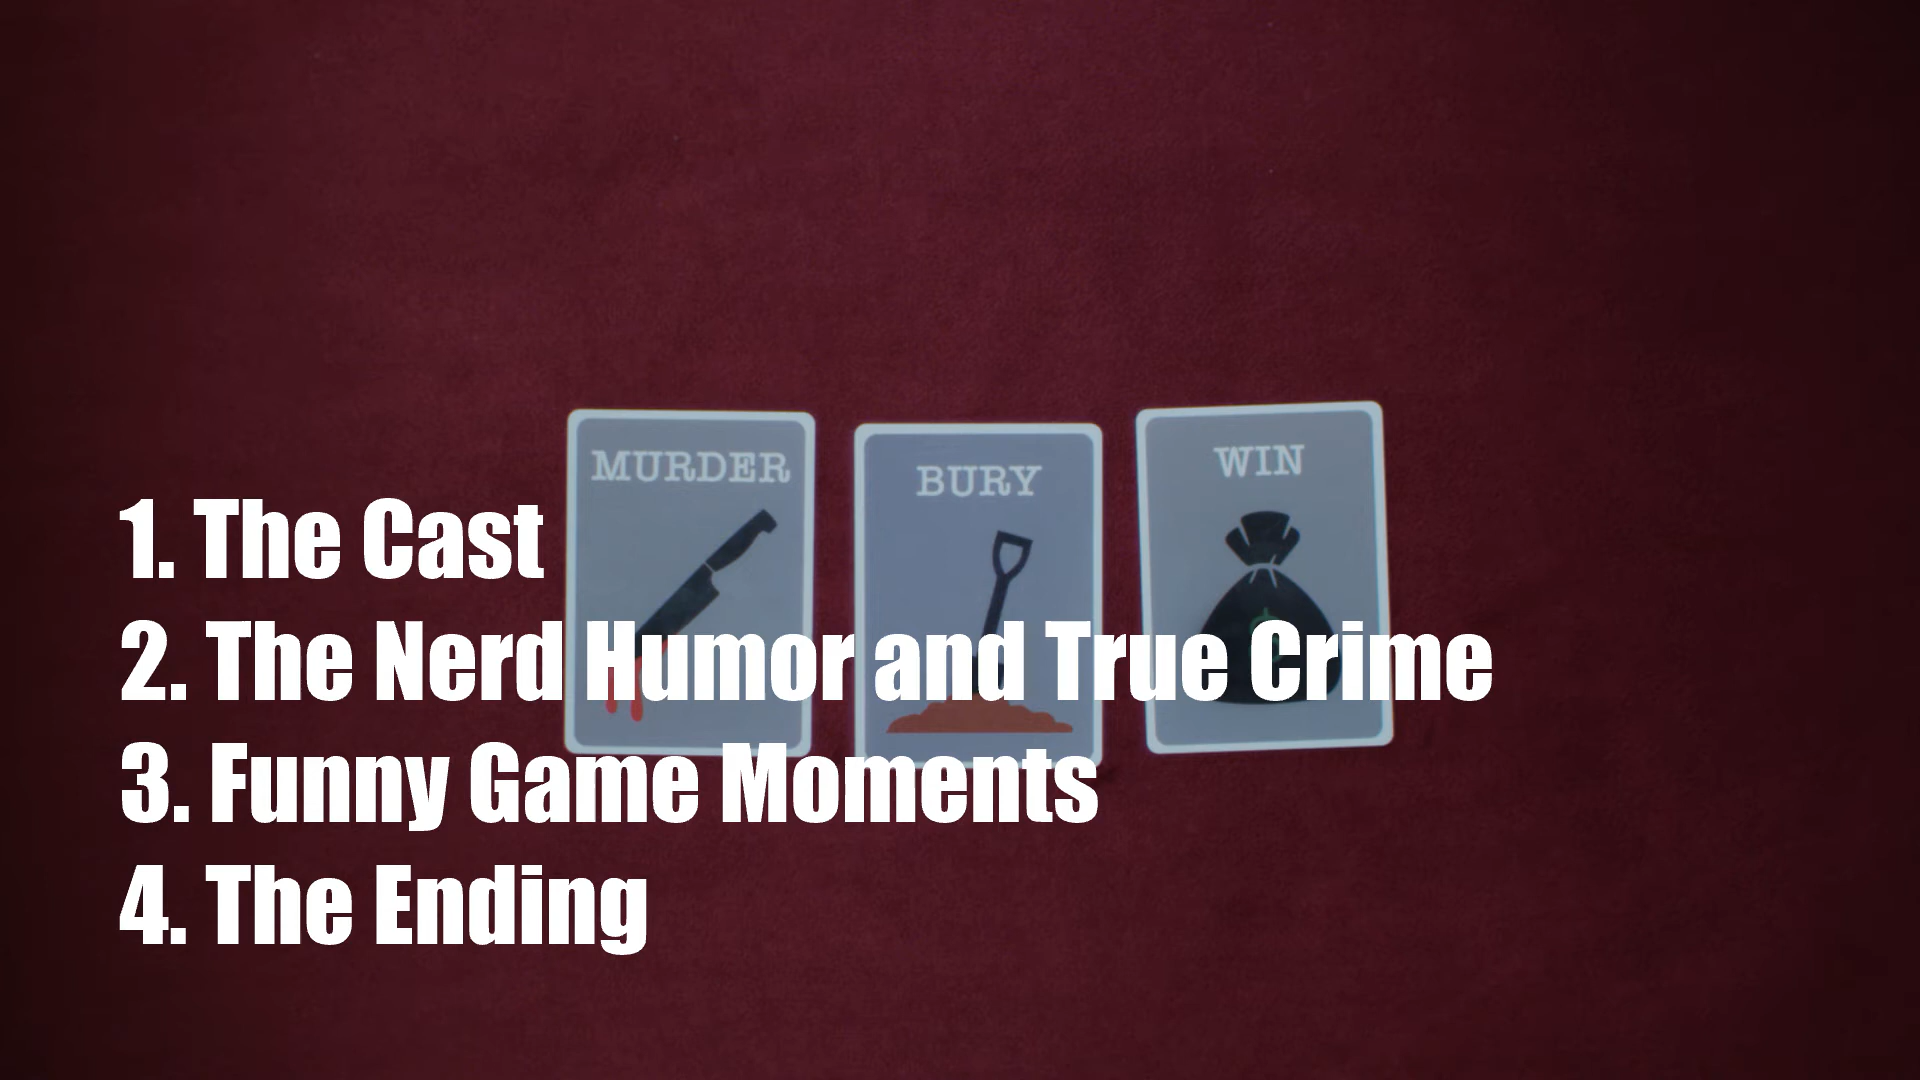 MURDER
BURY
WIN
1. The Cast
2. The Nerd Humor and True Crime
3. Funny Game Moments
4. The Ending